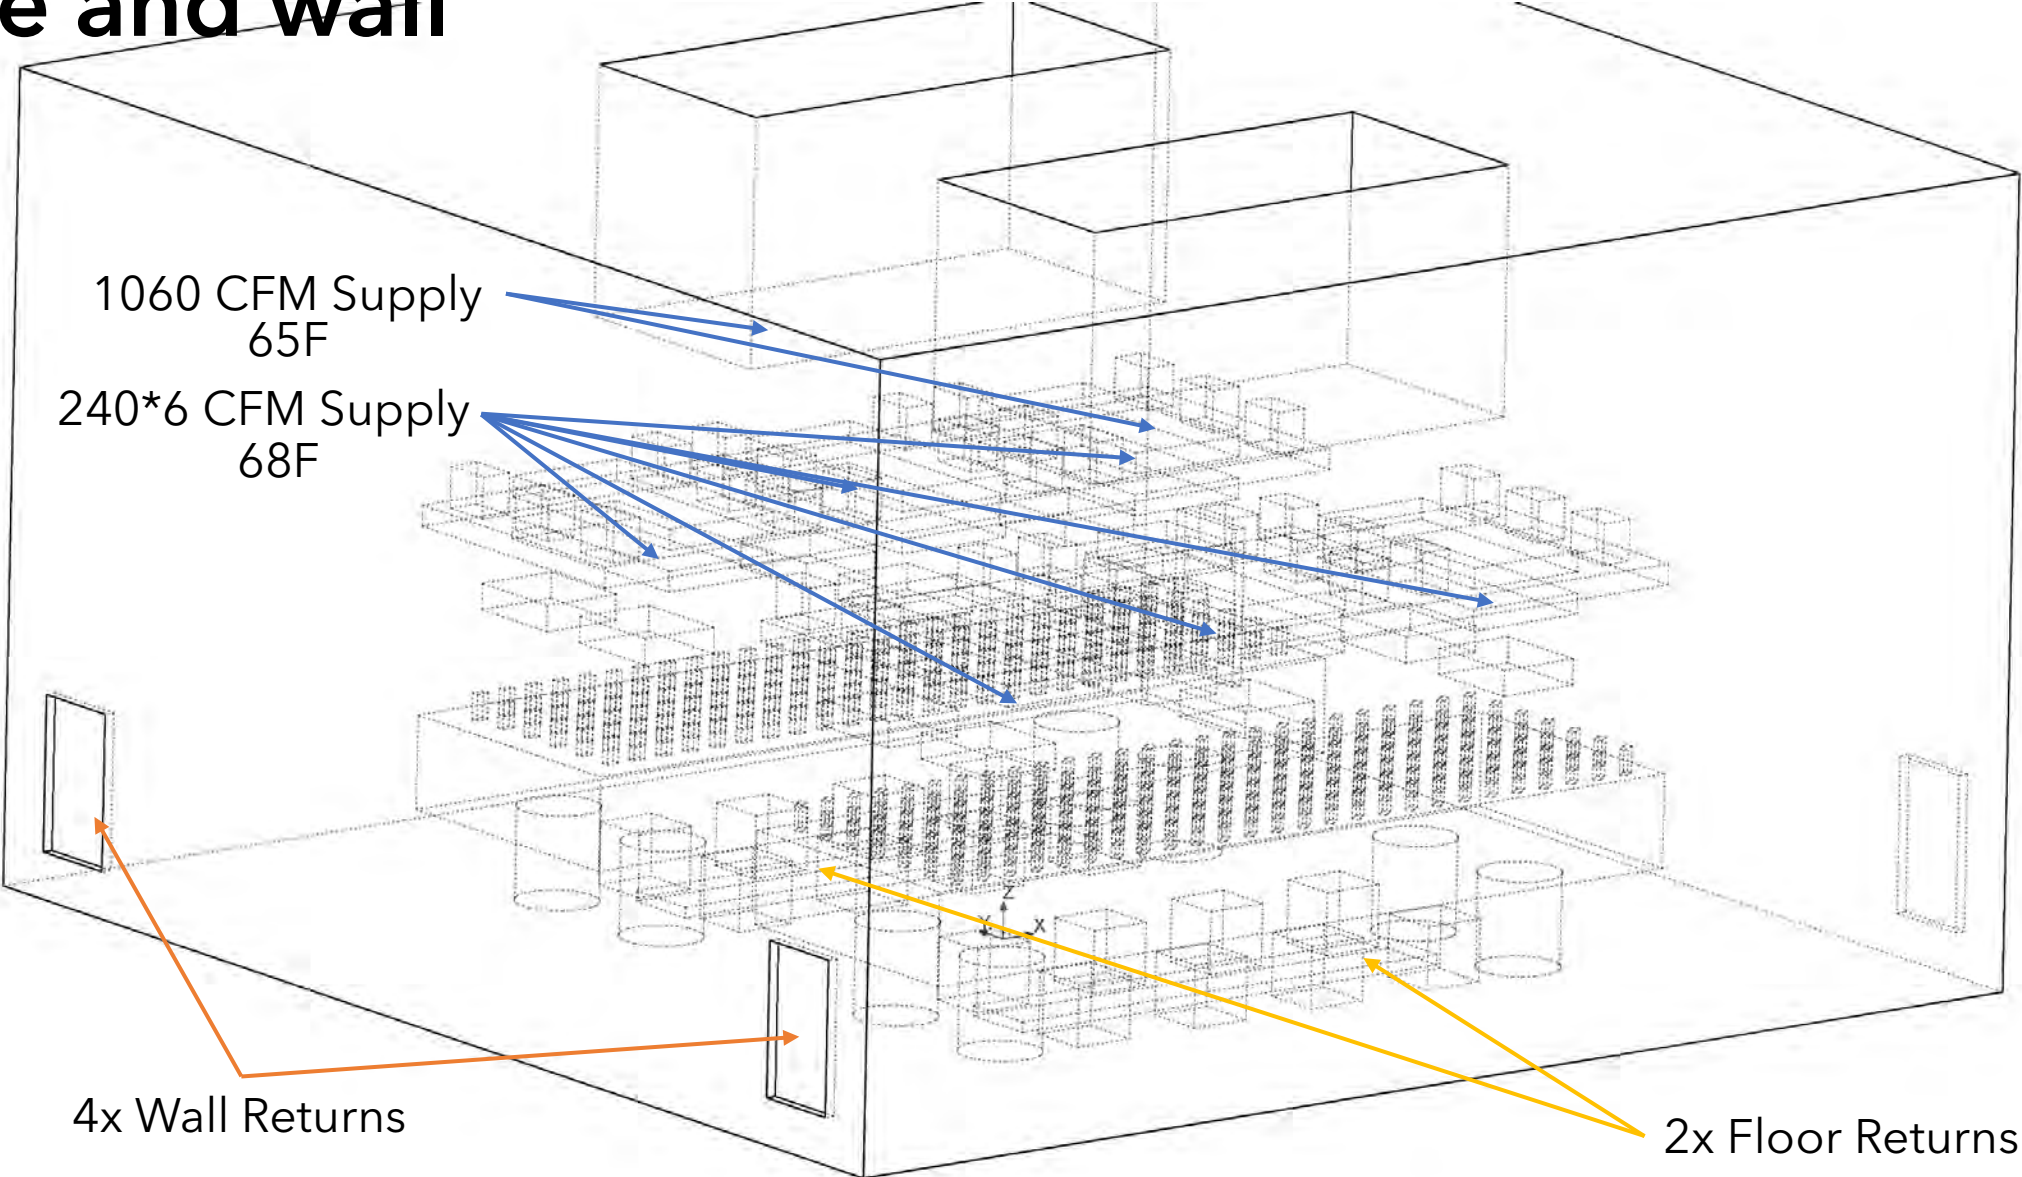 e and wall
1060 CFM Supply
65F
240*6 CFM Supply
68F
Z
Y
X
4x Wall Returns
2x Floor Returns